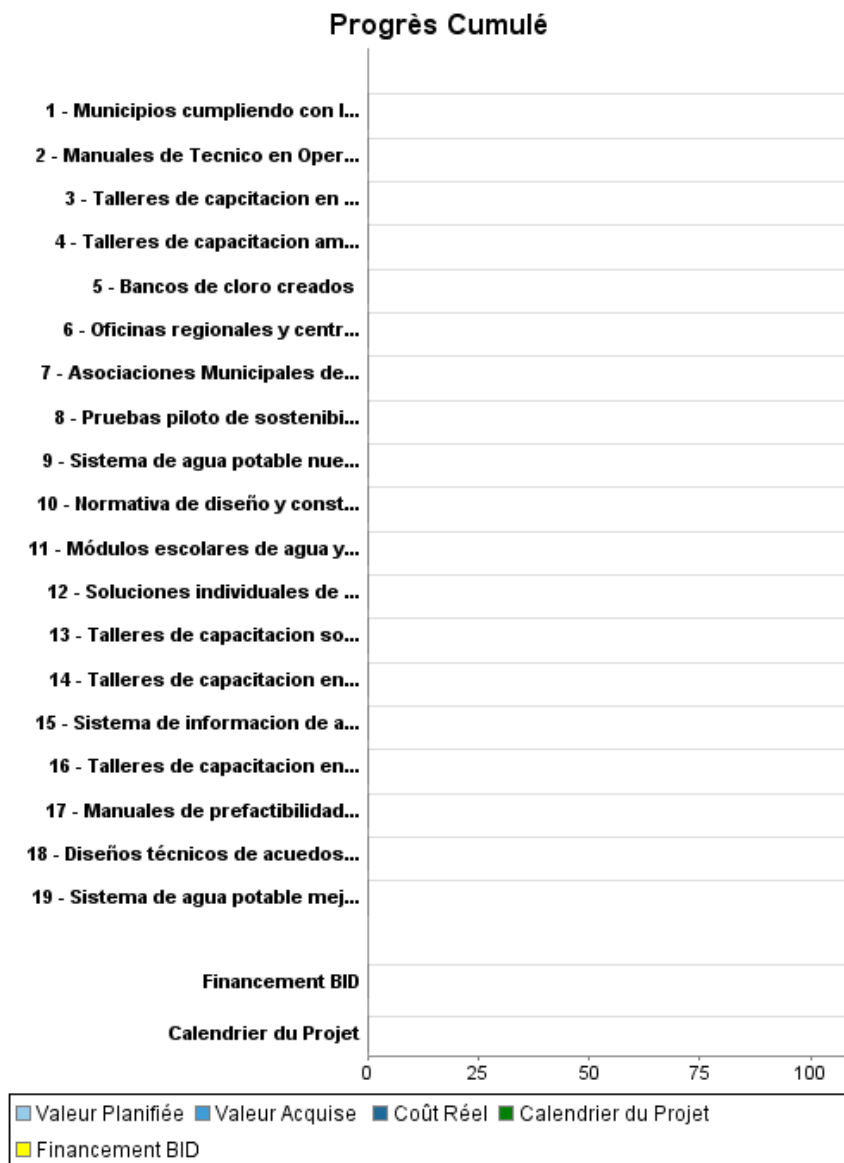 Progrès Cumulé
1 - Municipios cumpliendo con l...
2 - Manuales de Tecnico en Oper...
3 - Talleres de capcitacion en ...
4 - Talleres de capacitacion am...
5 - Bancos de cloro creados
6 - Oficinas regionales y centr...
7 - Asociaciones Municipales de...
8 - Pruebas piloto de sostenibi...
9 - Sistema de agua potable nue...
10 - Normativa de diseño y const...
11 - Módulos escolares de agua y...
12 - Soluciones individuales de ...
13 - Talleres de capacitacion so...
14 - Talleres de capacitacion en...
15 - Sistema de informacion de a...
16 - Talleres de capacitacion en...
17 - Manuales de prefactibilidad...
18 - Diseños técnicos de acuedos...
19 - Sistema de agua potable mej...
Financement BID
Calendrier du Projet
0 25 50 75 100
Valeur Planifiée Valeur Acquise Coût Réel Calendrier du Projet
Financement BID